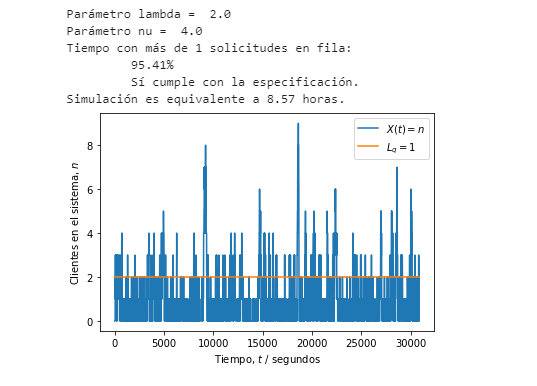 Parámetro lambda =  2.0
Parámetro nu =  4.0
Tiempo con más de 1 solicitudes en fila:
95.41%
Sí cumple con la especificación.
Simulación es equivalente a 8.57 horas.
X(t) = n
L_q = 1
Clientes en el sistema, n
8
6
4
2
0
0 5000 10000 15000 20000 25000 30000
Tiempo, t / segundos